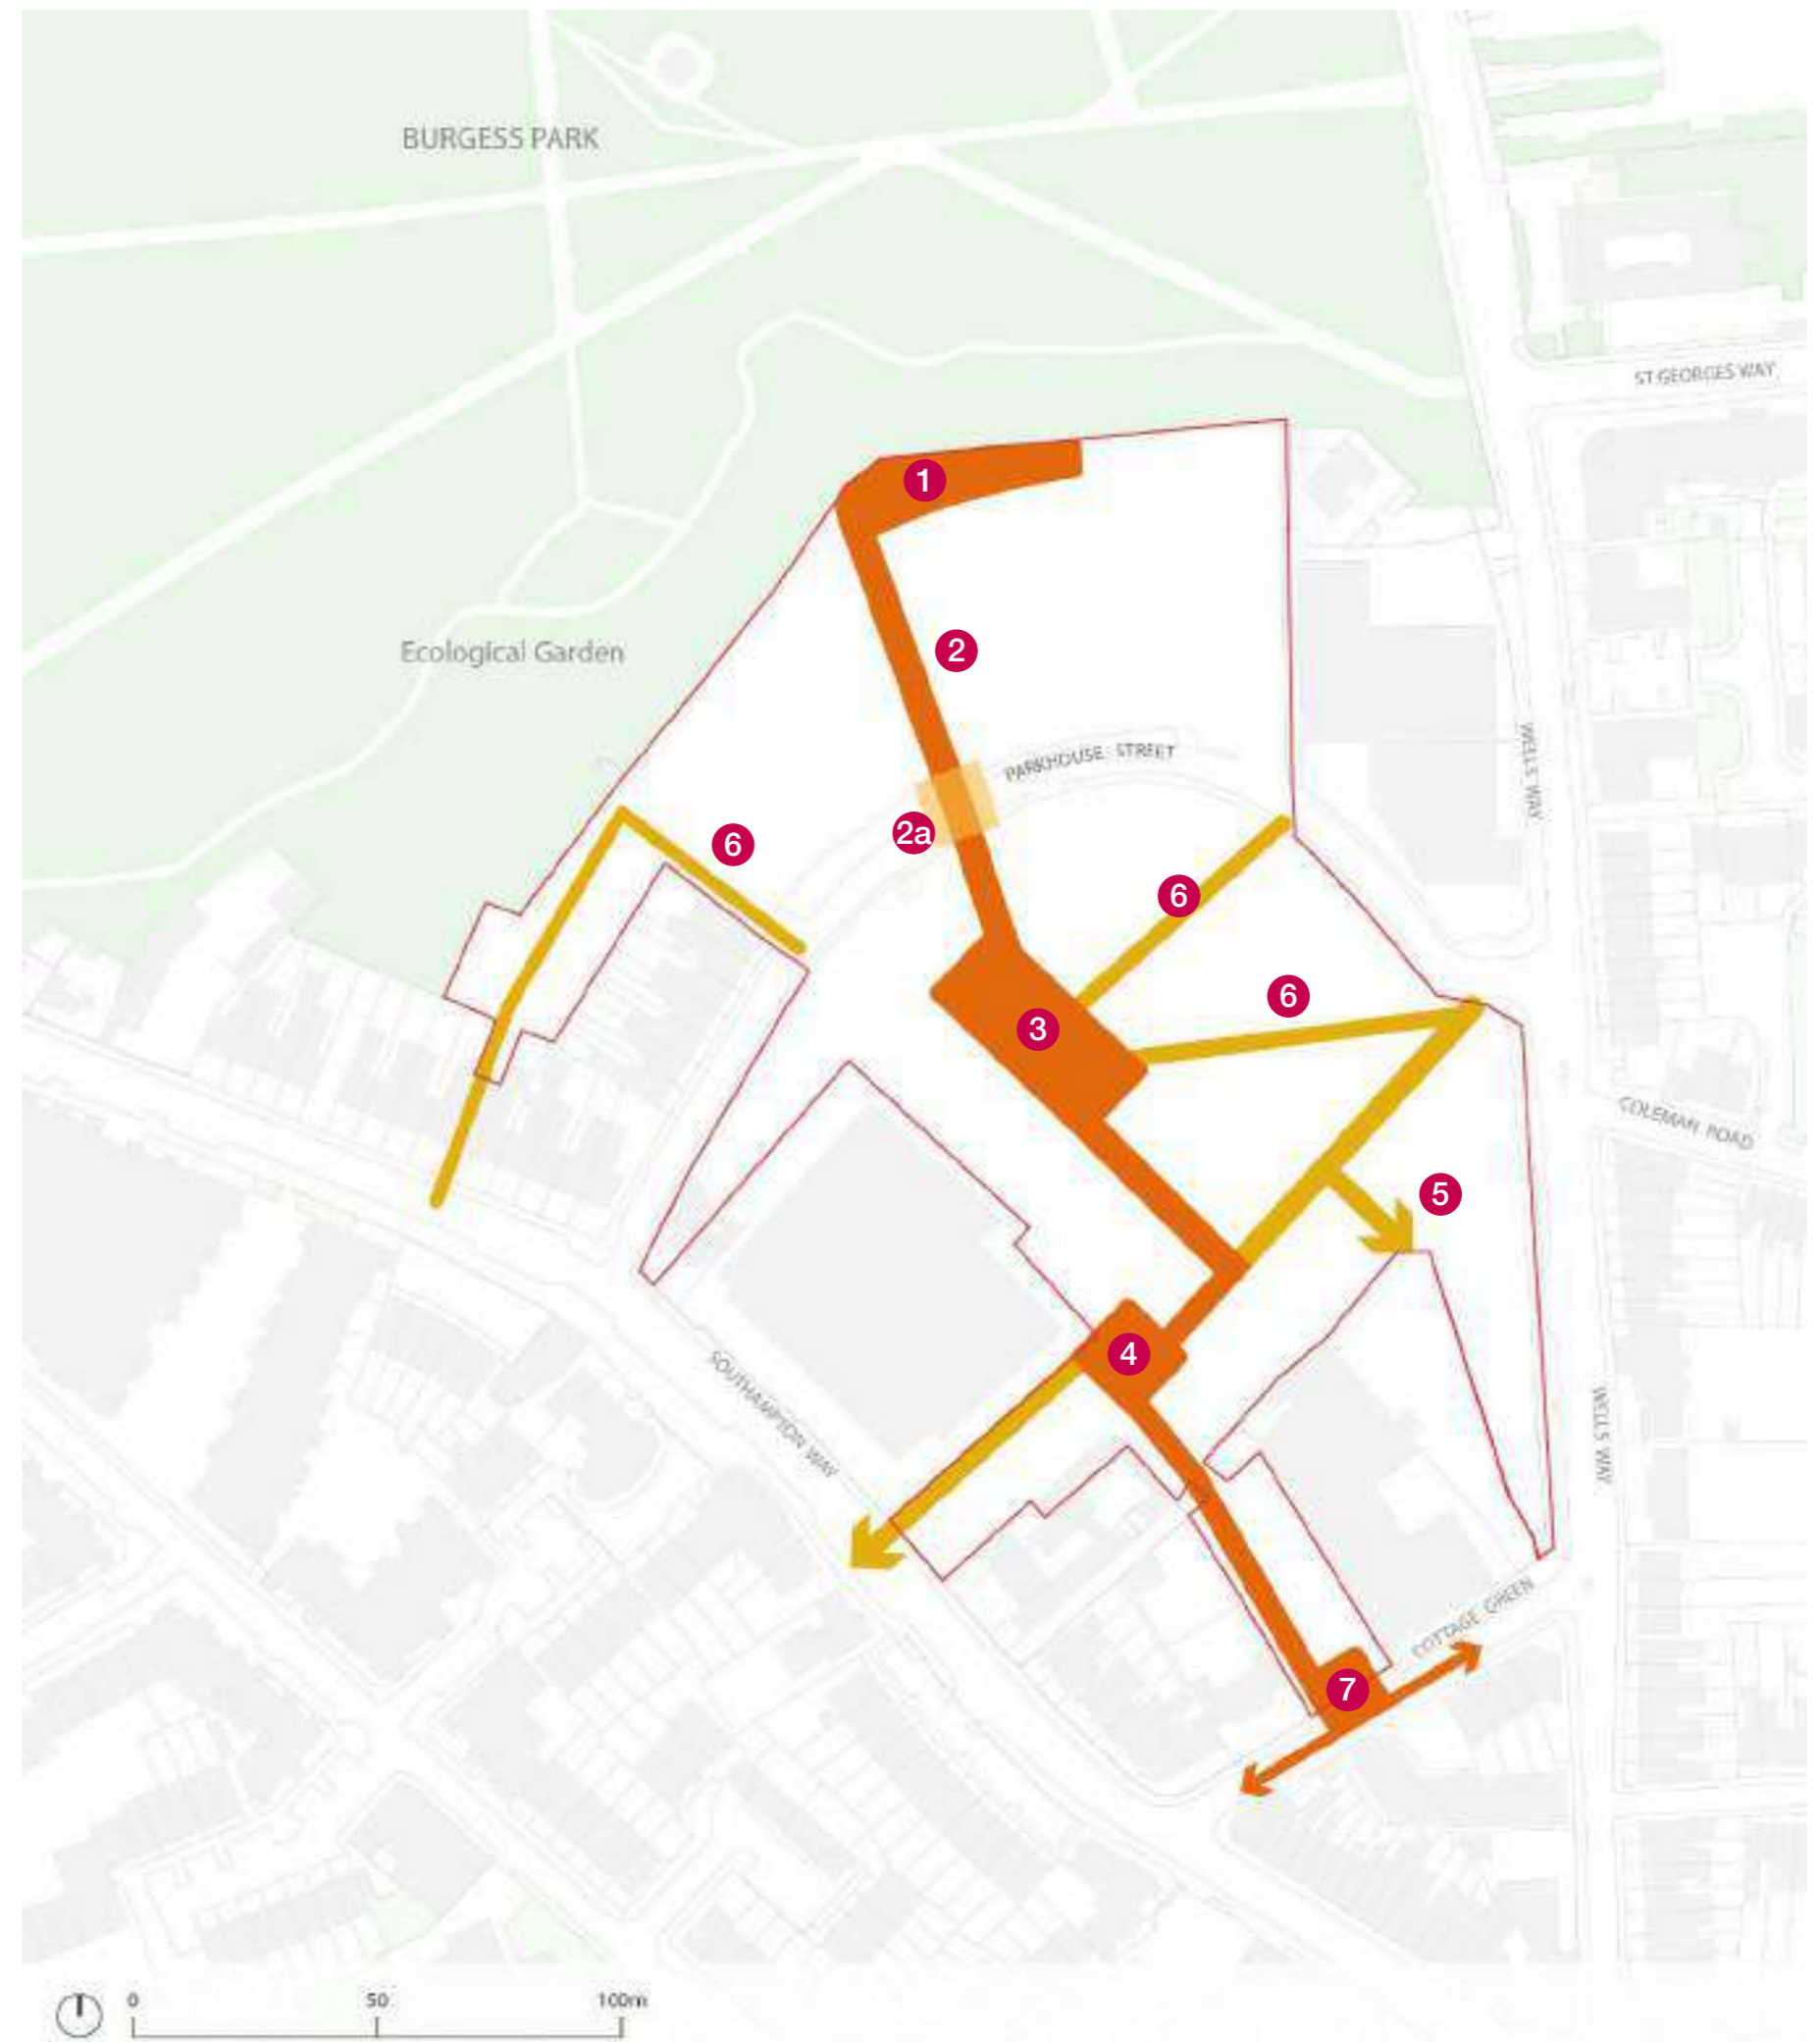 BURGESS PARK
ST GEORGES WAY
1
2
Ecological Garden
PARKHOUSE STREET
WELLS WAY
2a
6
6
6
3
COLEMAN ROAD
5
4
SOUTHAMPTON WAY
WELLS WAY
COTTAGE GREEN
7
0 50 100m